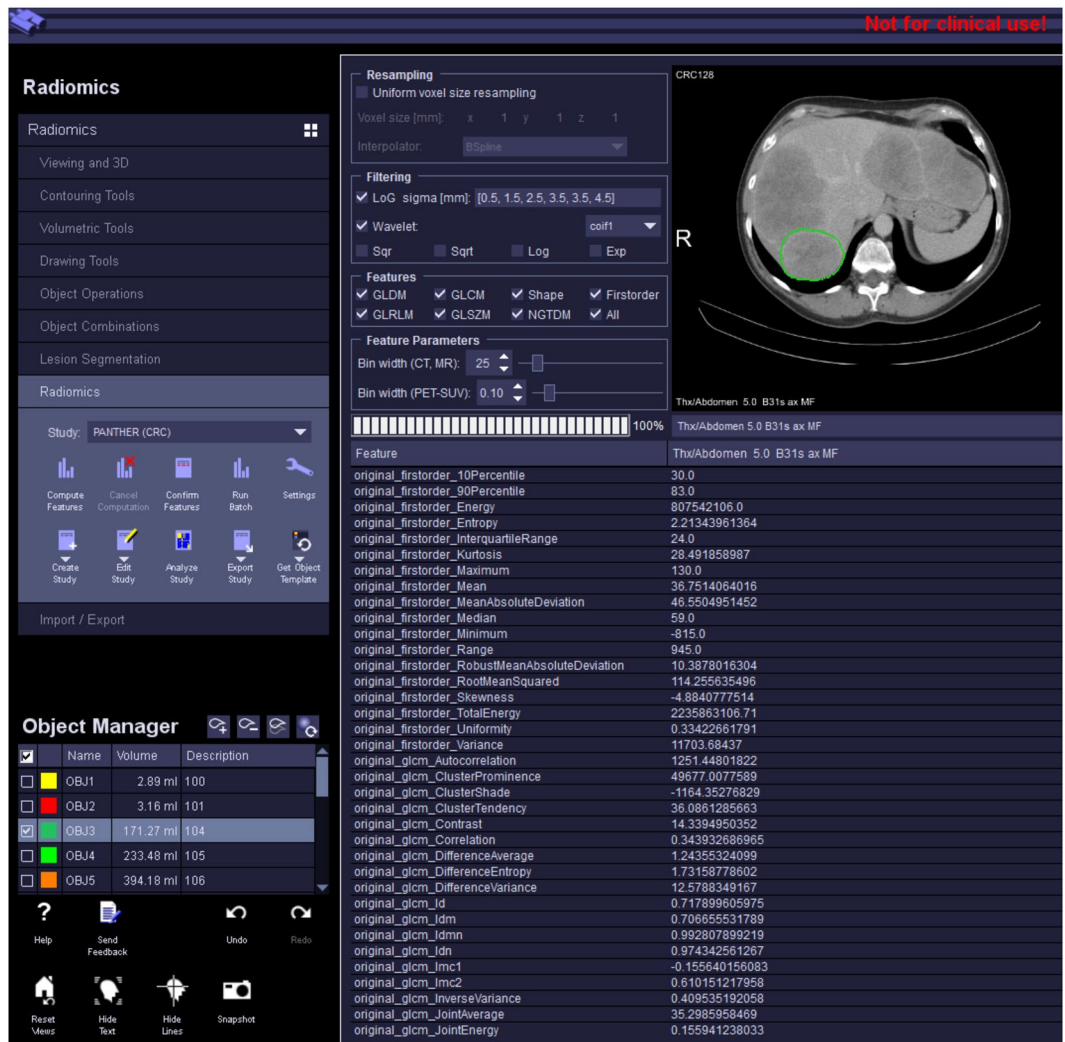 Not for clinical use!
Radiomics
Radiomics
Viewing and 3D
Contouring Tools
Volumetric Tools
Drawing Tools
Object Operations
Object Combinations
Lesion Segmentation
Radiomics
Study: PANTHER (CRC)
Compute Features
Cancel Computation
Confirm Features
Run Batch
Settings
Create Study
Edit Study
Analyze Study
Export Study
Get Object Template
Import / Export
Object Manager
Name Volume Description
OBJ1 2.89 ml 100
OBJ2 3.16 ml 101
OBJ3 171.27 ml 104
OBJ4 233.48 ml 105
OBJ5 394.18 ml 106
? Help
Send Feedback
Undo
Redo
Reset Views
Hide Text
Hide Lines
Snapshot
Resampling
Uniform voxel size resampling
Voxel size [mm]: x 1 y 1 z 1
Interpolator: BSpline
Filtering
LoG sigma [mm]: [0.5, 1.5, 2.5, 3.5, 3.5, 4.5]
Wavelet: coif1
Sqr Sqrt Log Exp
Features
GLDM GLCM Shape Firstorder
GLRLM GLSZM NGTDM All
Feature Parameters
Bin width (CT, MR): 25
Bin width (PET-SUV): 0.10
100%
CRC128
R
Thx/Abdomen 5.0 B31s ax MF
Thx/Abdomen 5.0 B31s ax MF
Feature Thx/Abdomen 5.0 B31s ax MF
original_firstorder_10Percentile 30.0
original_firstorder_90Percentile 83.0
original_firstorder_Energy 807542106.0
original_firstorder_Entropy 2.21343961364
original_firstorder_InterquartileRange 24.0
original_firstorder_Kurtosis 28.491858987
original_firstorder_Maximum 130.0
original_firstorder_Mean 36.7514064016
original_firstorder_MeanAbsoluteDeviation 46.5504951452
original_firstorder_Median 59.0
original_firstorder_Minimum -815.0
original_firstorder_Range 945.0
original_firstorder_RobustMeanAbsoluteDeviation 10.3878016304
original_firstorder_RootMeanSquared 114.255635496
original_firstorder_Skewness -4.8840777514
original_firstorder_TotalEnergy 2235863106.71
original_firstorder_Uniformity 0.33422661791
original_firstorder_Variance 11703.68437
original_glcm_Autocorrelation 1251.44801822
original_glcm_ClusterProminence 49677.0077589
original_glcm_ClusterShade -1164.35276829
original_glcm_ClusterTendency 36.0861285663
original_glcm_Contrast 14.3394950352
original_glcm_Correlation 0.343932686965
original_glcm_DifferenceAverage 1.24355324099
original_glcm_DifferenceEntropy 1.73158778602
original_glcm_DifferenceVariance 12.5788349167
original_glcm_Id 0.717899605975
original_glcm_Idm 0.706655531789
original_glcm_Idmn 0.992807899219
original_glcm_Idn 0.974342561267
original_glcm_Imc1 -0.155640156083
original_glcm_Imc2 0.610151217958
original_glcm_InverseVariance 0.409535192058
original_glcm_JointAverage 35.2985958469
original_glcm_JointEnergy 0.155941238033